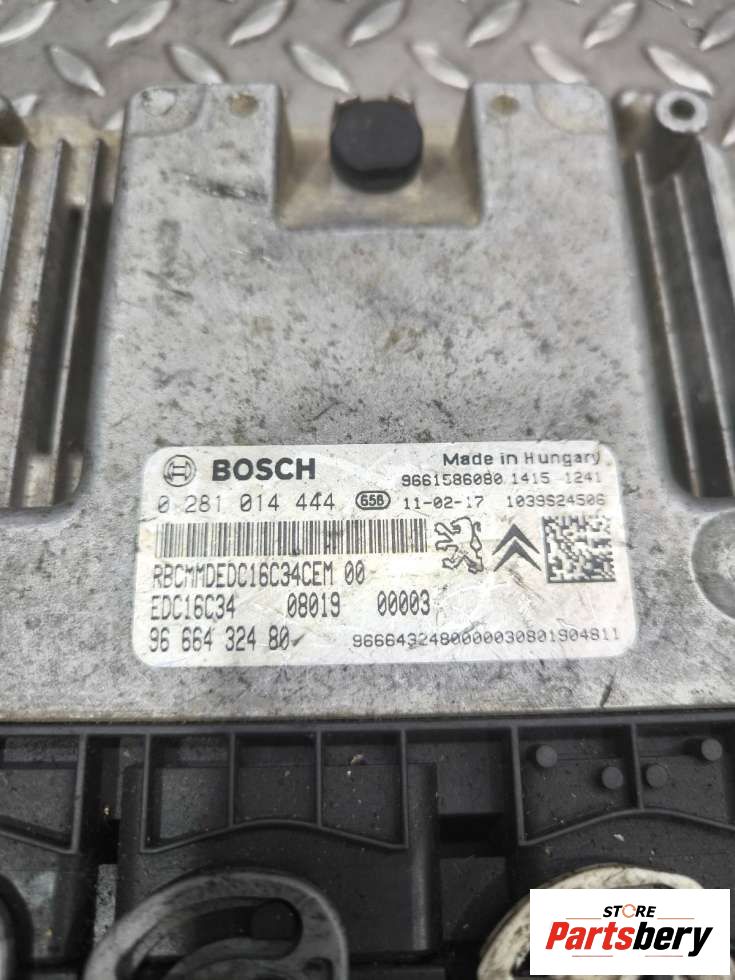 BOSCH
Made in Hungary
9661586080 1415 1241
0 281 014 444 G5B 11-02-17 1039S24506
RBCMMDEDC16C34CEM 00
EDC16C34 08019 00003
96 664 324 80
9666432480000030801904811
STORE
Partsbery